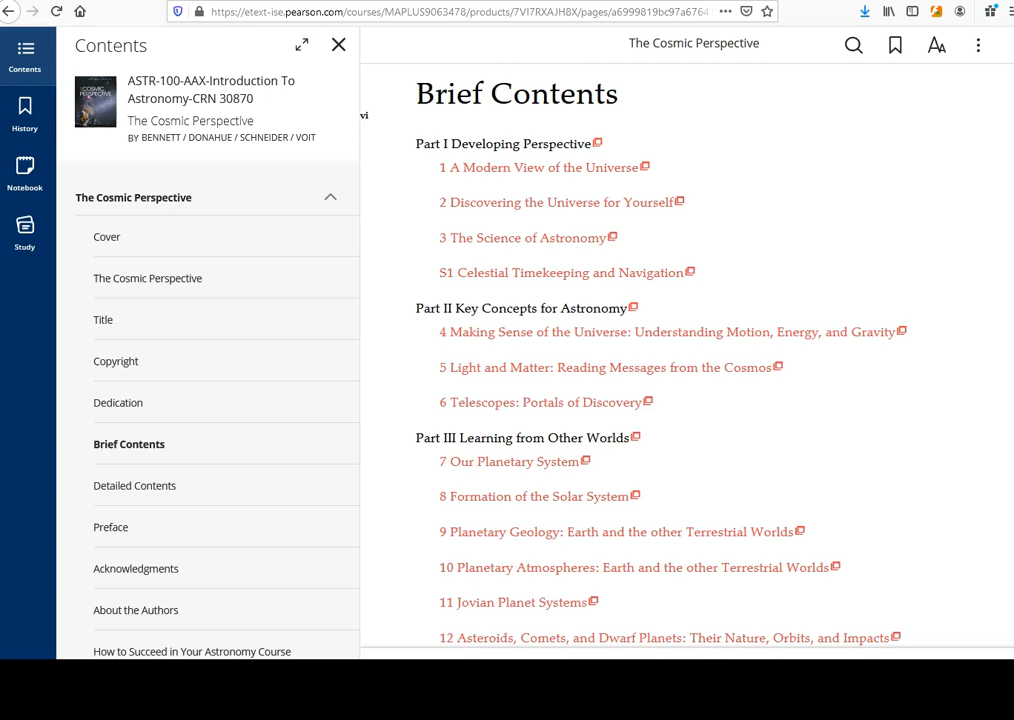 https://etext-ise.pearson.com/courses/MAPLUS9063478/products/7VI7RXAJH8X/pages/a6999819bc97a6764
Contents
Contents
History
Notebook
Study
ASTR-100-AAX-Introduction To
Astronomy-CRN 30870
The Cosmic Perspective
BY BENNETT / DONAHUE / SCHNEIDER / VOIT
The Cosmic Perspective
Cover
The Cosmic Perspective
Title
Copyright
Dedication
Brief Contents
Detailed Contents
Preface
Acknowledgments
About the Authors
How to Succeed in Your Astronomy Course
The Cosmic Perspective
AA
vi
Brief Contents
Part I Developing Perspective
1 A Modern View of the Universe
2 Discovering the Universe for Yourself
3 The Science of Astronomy
S1 Celestial Timekeeping and Navigation
Part II Key Concepts for Astronomy
4 Making Sense of the Universe: Understanding Motion, Energy, and Gravity
5 Light and Matter: Reading Messages from the Cosmos
6 Telescopes: Portals of Discovery
Part III Learning from Other Worlds
7 Our Planetary System
8 Formation of the Solar System
9 Planetary Geology: Earth and the other Terrestrial Worlds
10 Planetary Atmospheres: Earth and the other Terrestrial Worlds
11 Jovian Planet Systems
12 Asteroids, Comets, and Dwarf Planets: Their Nature, Orbits, and Impacts